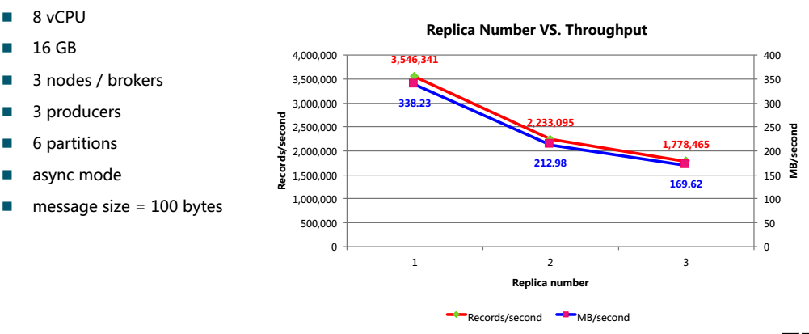 8 vCPU
16 GB
3 nodes / brokers
3 producers
6 partitions
async mode
message size = 100 bytes
Replica Number VS. Throughput
4,000,000
3,500,000
3,000,000
2,500,000
2,000,000
1,500,000
1,000,000
500,000
0
Records/second
3,546,341
338.23
2,233,095
212.98
1,778,465
169.62
400
350
300
250
200
150
100
50
0
MB/second
1 2 3
Replica number
Records/second MB/second